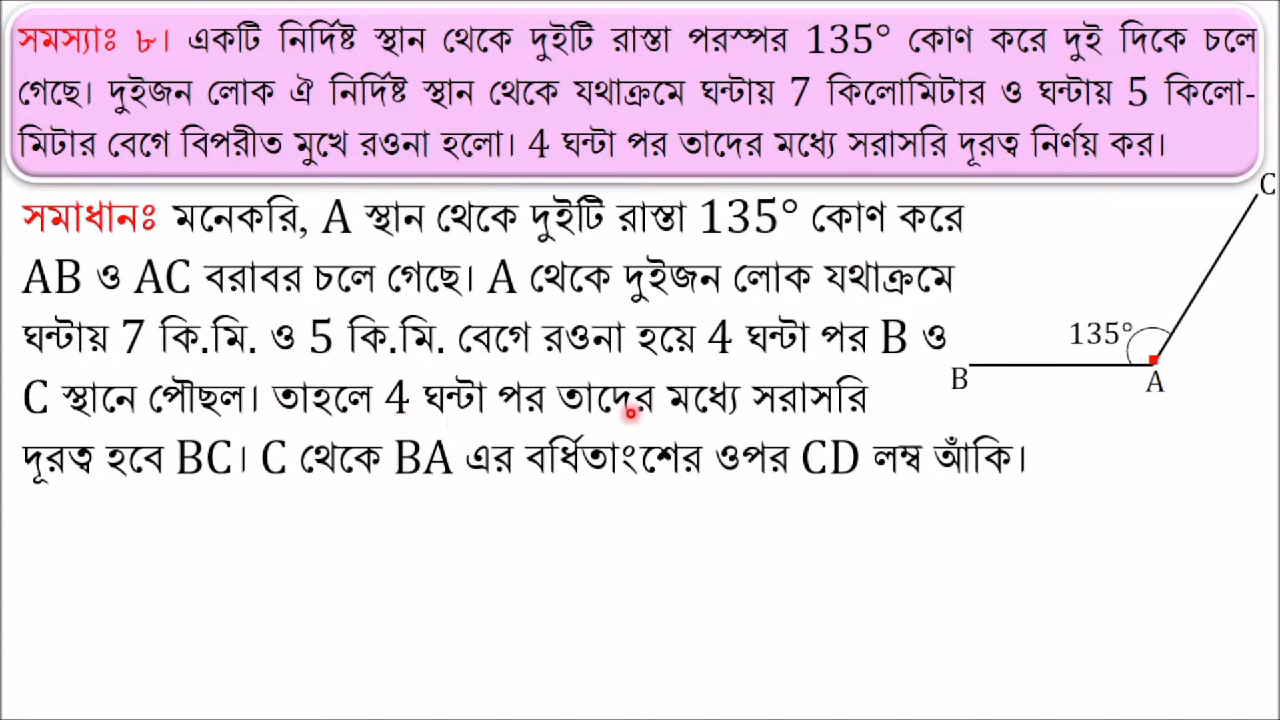 সমস্যাঃ ৮। একটি নির্দিষ্ট স্থান থেকে দুইটি রাস্তা পরস্পর 135° কোণ করে দুই দিকে চলে
গেছে। দুইজন লোক ঐ নির্দিষ্ট স্থান থেকে যথাক্রমে ঘন্টায় 7 কিলোমিটার ও ঘন্টায় 5 কিলো-
মিটার বেগে বিপরীত মুখে রওনা হলো। 4 ঘন্টা পর তাদের মধ্যে সরাসরি দূরত্ব নির্ণয় কর।
সমাধানঃ মনেকরি, A স্থান থেকে দুইটি রাস্তা 135° কোণ করে
AB ও AC বরাবর চলে গেছে। A থেকে দুইজন লোক যথাক্রমে
ঘন্টায় 7 কি.মি. ও 5 কি.মি. বেগে রওনা হয়ে 4 ঘন্টা পর B ও
C স্থানে পৌছল। তাহলে 4 ঘন্টা পর তাদের মধ্যে সরাসরি
দূরত্ব হবে BC। C থেকে BA এর বর্ধিতাংশের ওপর CD লম্ব আঁকি।
C
135°
B
A